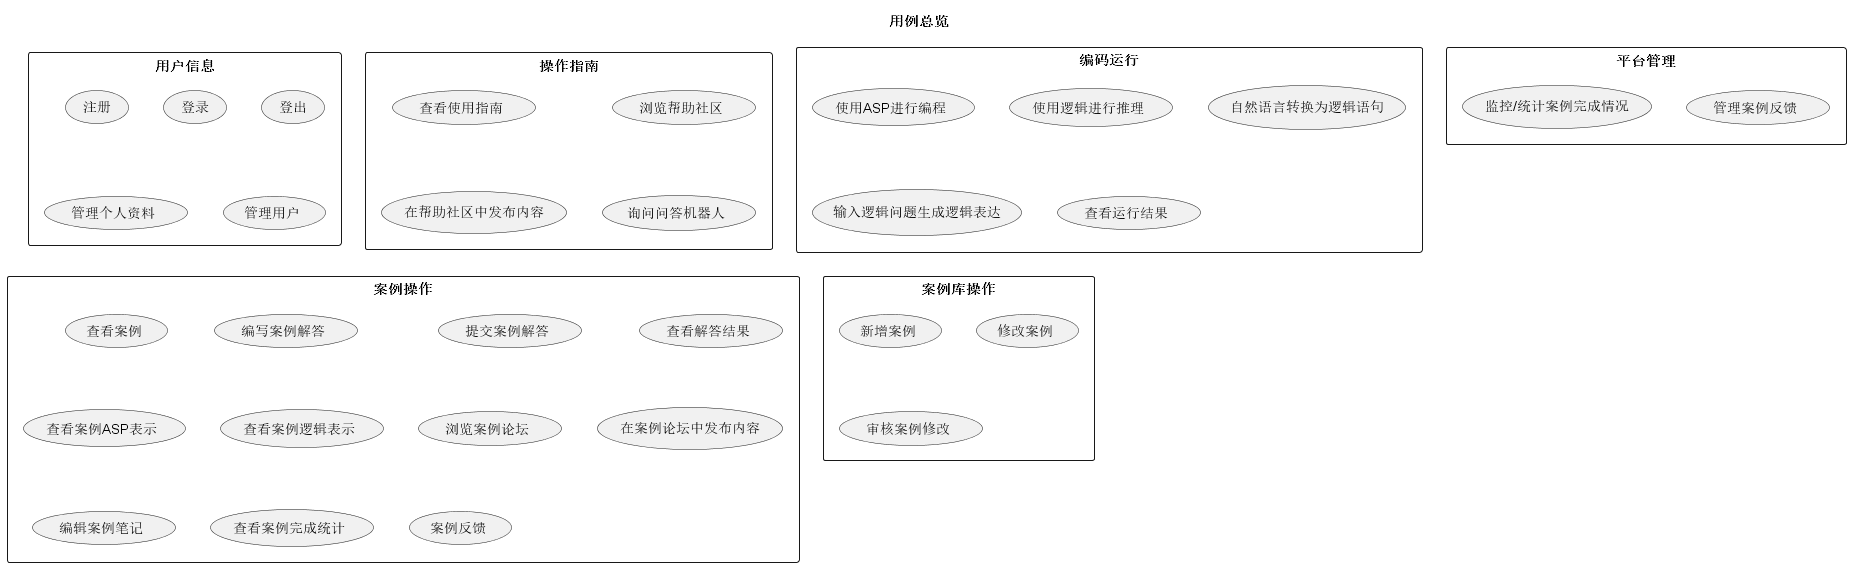 用例总览
用户信息
注册
登录
登出
管理个人资料
管理用户
操作指南
查看使用指南
浏览帮助社区
在帮助社区中发布内容
询问问答机器人
编码运行
使用ASP进行编程
使用逻辑进行推理
自然语言转换为逻辑语句
输入逻辑问题生成逻辑表达
查看运行结果
平台管理
监控/统计案例完成情况
管理案例反馈
案例操作
查看案例
编写案例解答
提交案例解答
查看解答结果
查看案例ASP表示
查看案例逻辑表示
浏览案例论坛
在案例论坛中发布内容
编辑案例笔记
查看案例完成统计
案例反馈
案例库操作
新增案例
修改案例
审核案例修改